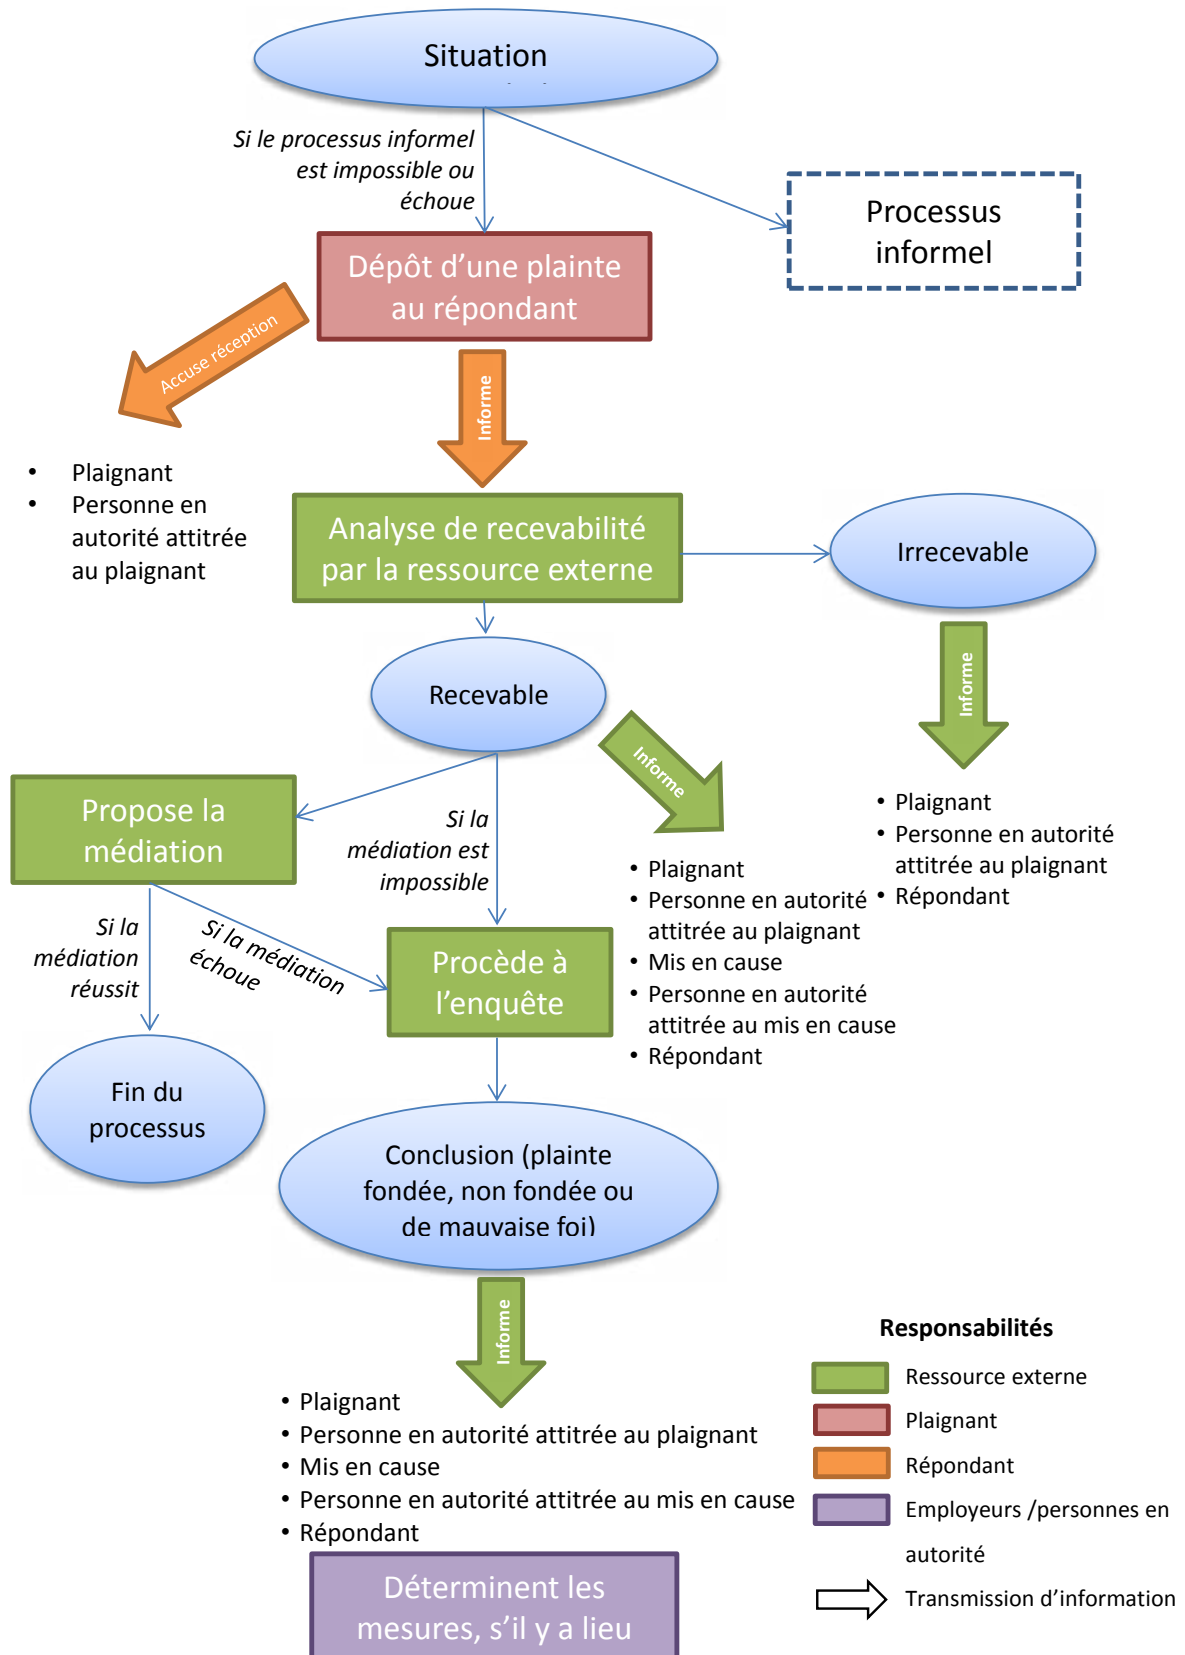 Situation
Si le processus informel
est impossible ou
échoue
Processus
informel
Dépôt d’une plainte
au répondant
Accuse réception
Informe
• Plaignant
• Personne en
autorité attitrée
au plaignant
Analyse de recevabilité
par la ressource externe
Irrecevable
Informe
Recevable
Informe
• Plaignant
• Personne en autorité
attitrée au plaignant
• Répondant
Propose la
médiation
Si la
médiation est
impossible
• Plaignant
• Personne en autorité
attitrée au plaignant
• Mis en cause
• Personne en autorité
attitrée au mis en cause
• Répondant
Si la
médiation
réussit
Si la médiation
échoue
Procède à
l’enquête
Fin du
processus
Conclusion (plainte
fondée, non fondée ou
de mauvaise foi)
Informe
• Plaignant
• Personne en autorité attitrée au plaignant
• Mis en cause
• Personne en autorité attitrée au mis en cause
• Répondant
Déterminent les
mesures, s’il y a lieu
Responsabilités
Ressource externe
Plaignant
Répondant
Employeurs /personnes en
autorité
Transmission d’information